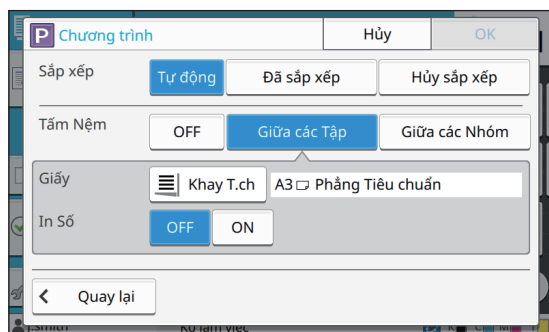 P Chương trình Hủy OK
Sắp xếp Tự động Đã sắp xếp Hủy sắp xếp
Tấm Nệm OFF Giữa các Tập Giữa các Nhóm
Giấy Khay T.ch A3 Phẳng Tiêu chuẩn
In Số OFF ON
Quay lại